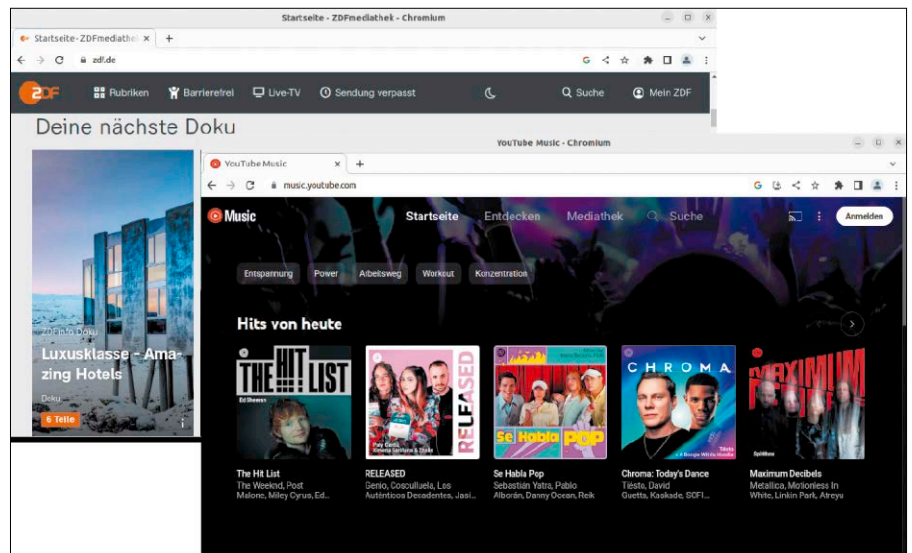 Startseite - ZDFmediathek - Chromium
Startseite - ZDFmediathe
zdf.de
ZDF Rubriken Barrierefrei Live-TV Sendung verpasst Suche Mein ZDF
Deine nächste Doku
ZDFinfo Doku
Luxusklasse - Ama-
zing Hotels
Doku
6 Teile
YouTube Music - Chromium
YouTube Music
music.youtube.com
Music Startseite Entdecken Mediathek Suche Anmelden
Entspannung Power Arbeitsweg Workout Konzentration
Hits von heute
THE HIT LIST
Ed Sheeran
RELEASED
Se Habla POP
CHROMA
Tiësto
MAXIMUM
The Hit List
The Weeknd, Post
Malone, Miley Cyrus, Ed...
RELEASED
Genio, Cosculluela, Los
Auténticos Decadentes, Jasi...
Se Habla Pop
Sebastián Yatra, Pablo
Alborán, Danny Ocean, Reik
Chroma: Today's Dance
Tiësto, David
Guetta, Kaskade, SOFI...
Maximum Decibels
Metallica, Motionless In
White, Linkin Park, Atreyu